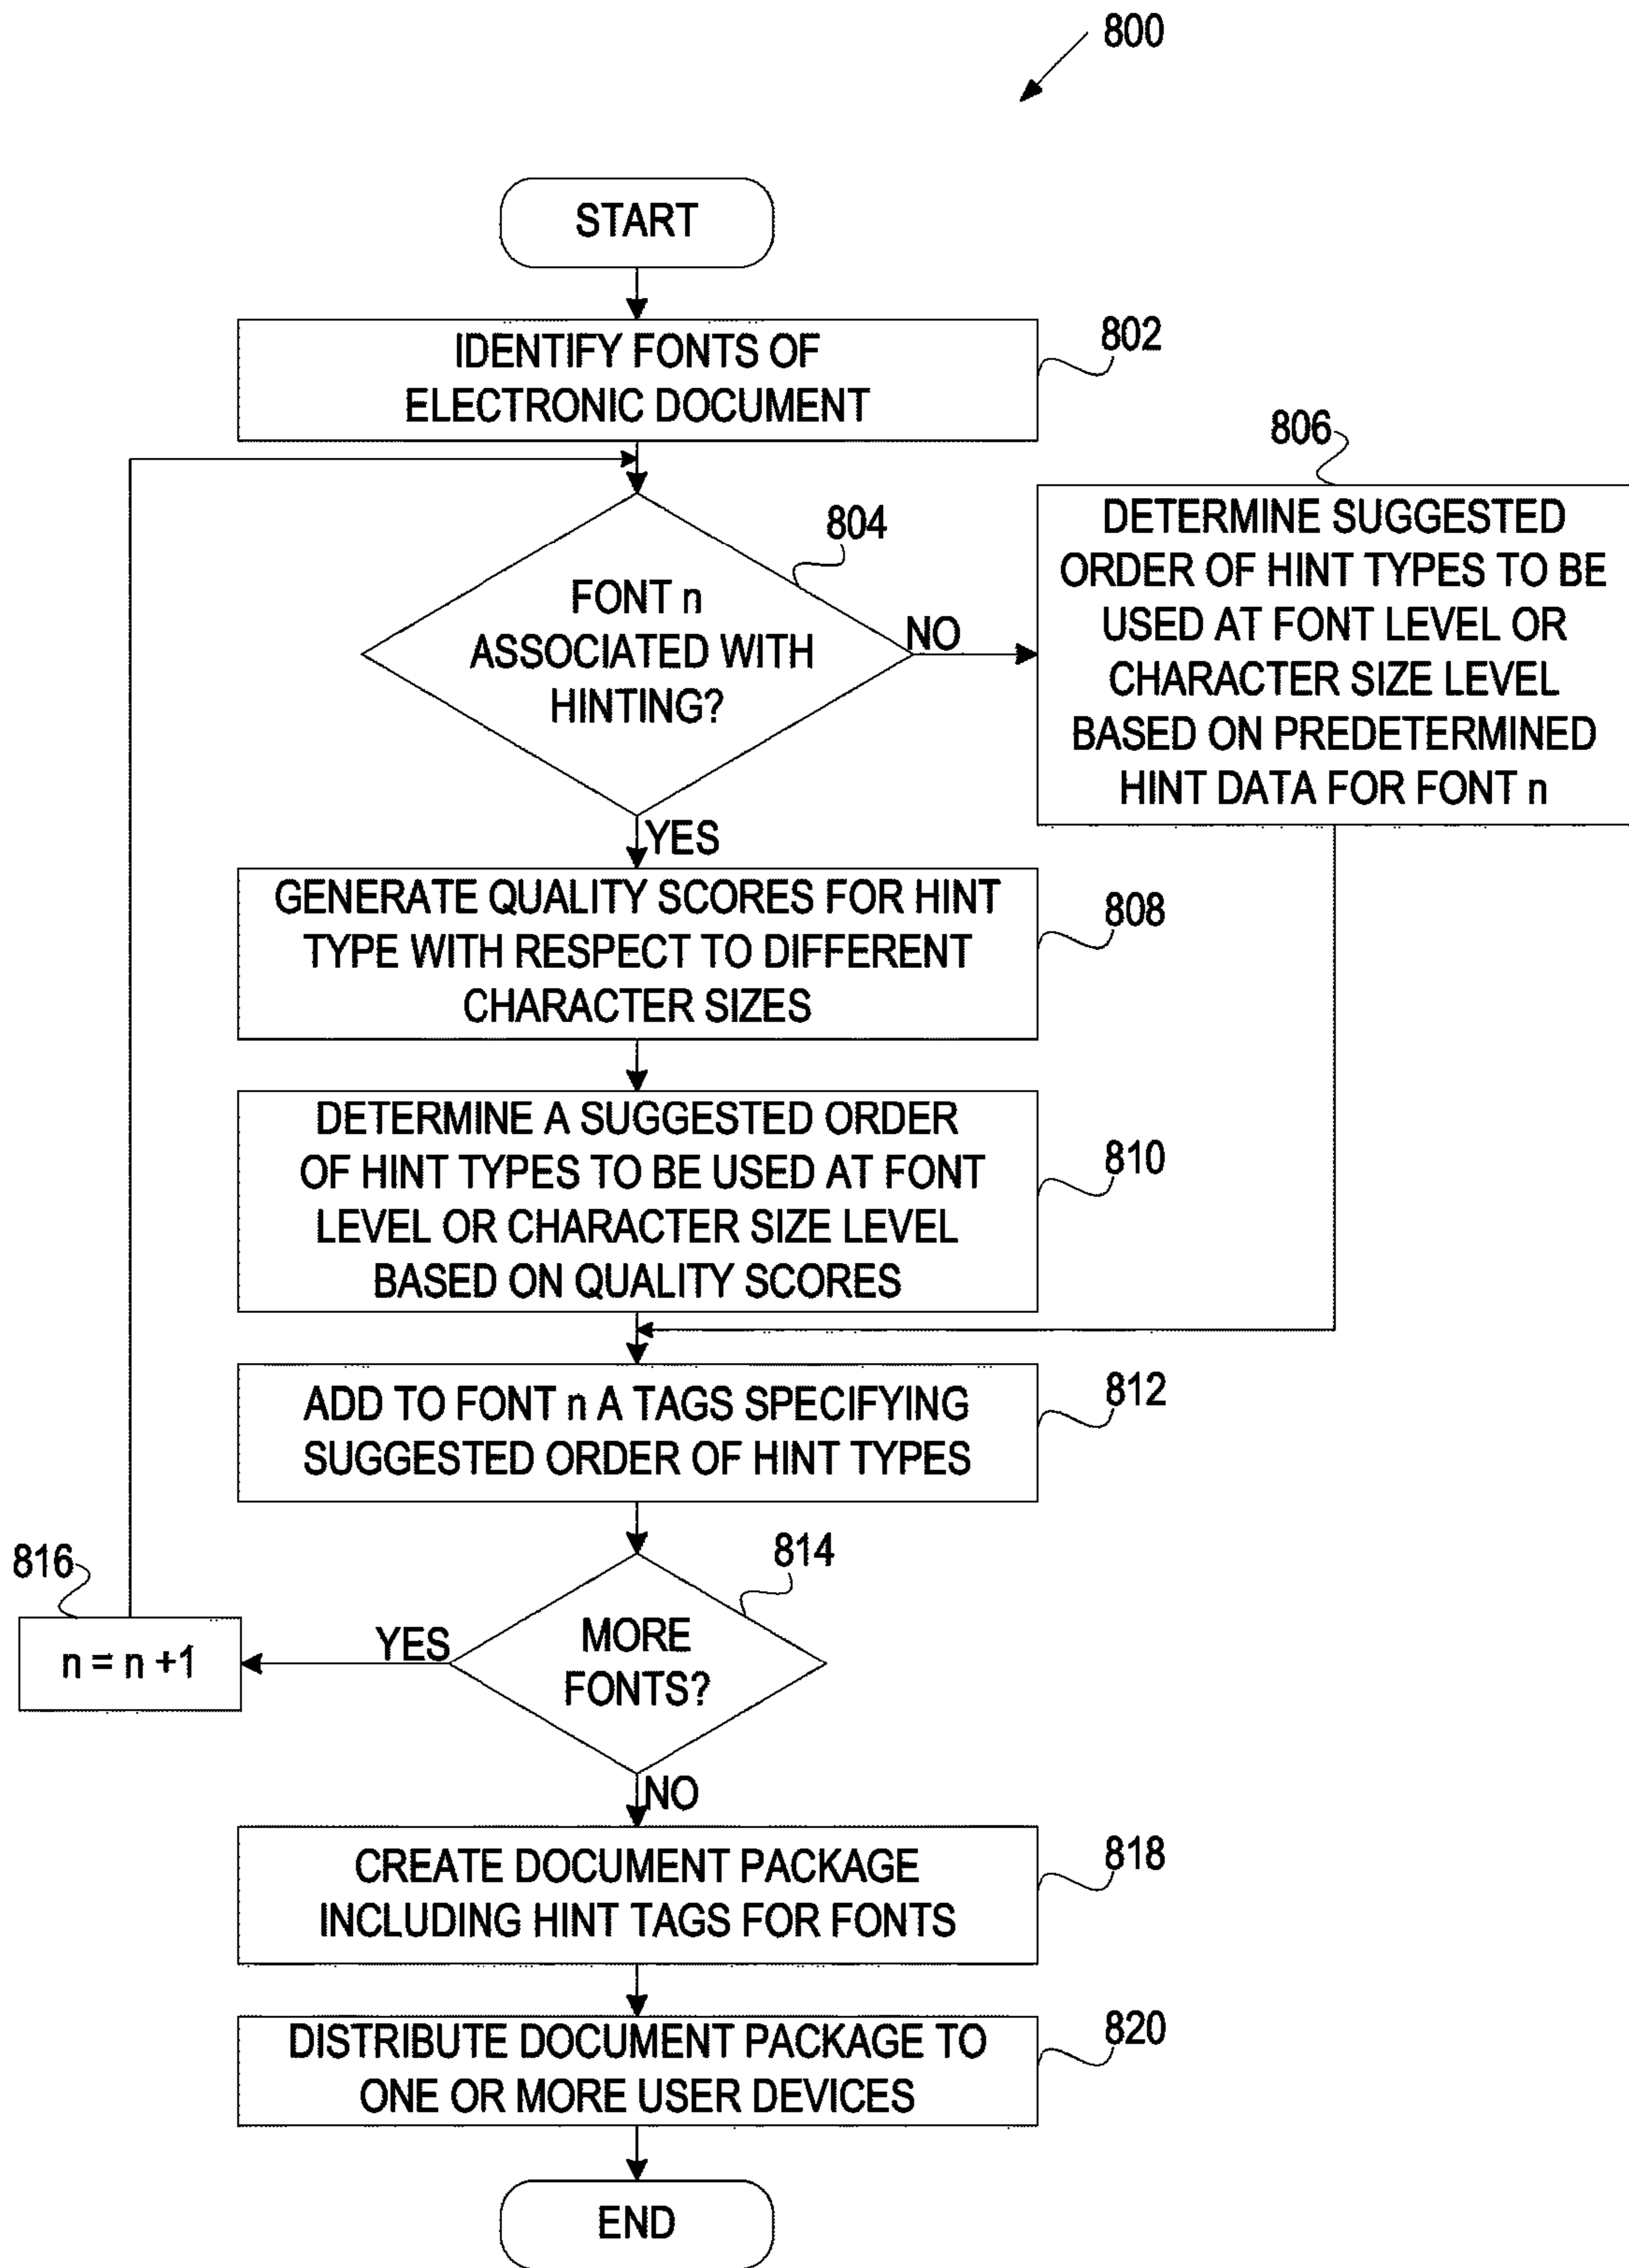 800
START
IDENTIFY FONTS OF
ELECTRONIC DOCUMENT
802
804
FONT n
ASSOCIATED WITH
HINTING?
NO
806
DETERMINE SUGGESTED
ORDER OF HINT TYPES TO BE
USED AT FONT LEVEL OR
CHARACTER SIZE LEVEL
BASED ON PREDETERMINED
HINT DATA FOR FONT n
YES
GENERATE QUALITY SCORES FOR HINT
TYPE WITH RESPECT TO DIFFERENT
CHARACTER SIZES
808
DETERMINE A SUGGESTED ORDER
OF HINT TYPES TO BE USED AT FONT
LEVEL OR CHARACTER SIZE LEVEL
BASED ON QUALITY SCORES
810
ADD TO FONT n A TAGS SPECIFYING
SUGGESTED ORDER OF HINT TYPES
812
814
MORE
FONTS?
YES
816
n = n +1
NO
CREATE DOCUMENT PACKAGE
INCLUDING HINT TAGS FOR FONTS
818
DISTRIBUTE DOCUMENT PACKAGE TO
ONE OR MORE USER DEVICES
820
END